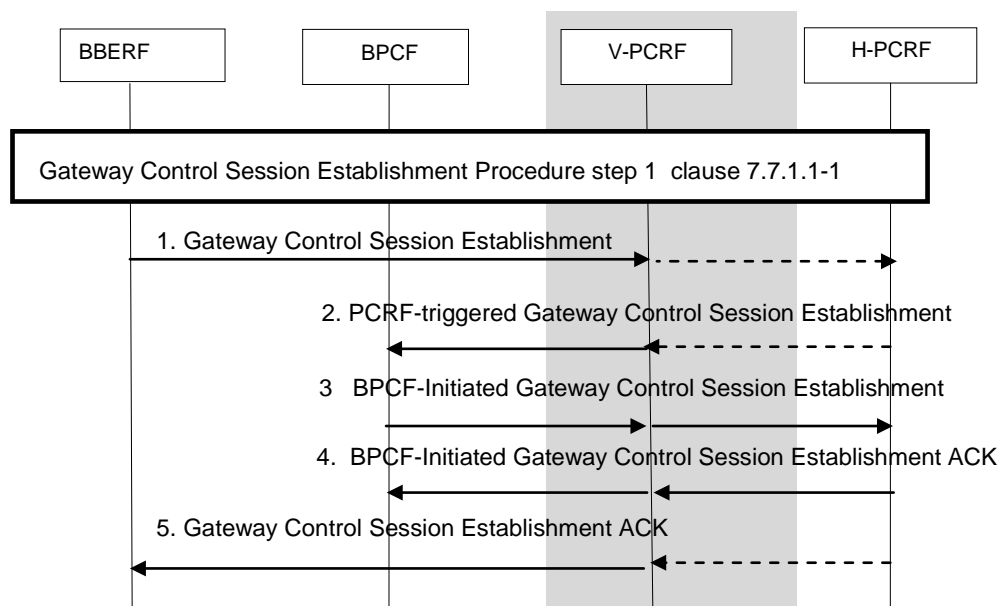 BBERF
BPCF
V-PCRF
H-PCRF
Gateway Control Session Establishment Procedure step 1 clause 7.7.1.1-1
1. Gateway Control Session Establishment
2. PCRF-triggered Gateway Control Session Establishment
3 BPCF-Initiated Gateway Control Session Establishment
4. BPCF-Initiated Gateway Control Session Establishment ACK
5. Gateway Control Session Establishment ACK